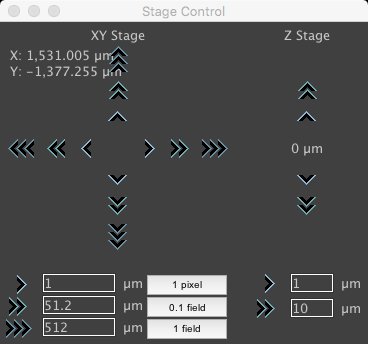 Stage Control
XY Stage
Z Stage
X: 1,531.005 µm
Y: −1,377.255 µm
0 µm
1 µm 1 pixel
51.2 µm 0.1 field
512 µm 1 field
1 µm
10 µm